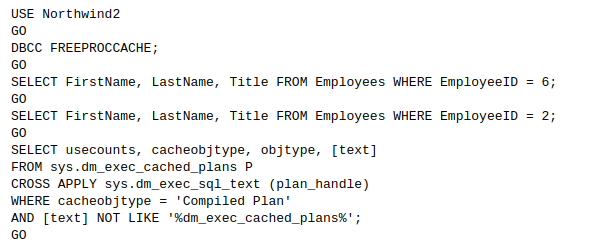 USE Northwind2
GO
DBCC FREEPROCCACHE;
GO
SELECT FirstName, LastName, Title FROM Employees WHERE EmployeeID = 6;
GO
SELECT FirstName, LastName, Title FROM Employees WHERE EmployeeID = 2;
GO
SELECT usecounts, cacheobjtype, objtype, [text]
FROM sys.dm_exec_cached_plans P
CROSS APPLY sys.dm_exec_sql_text (plan_handle)
WHERE cacheobjtype = 'Compiled Plan'
AND [text] NOT LIKE '%dm_exec_cached_plans%';
GO